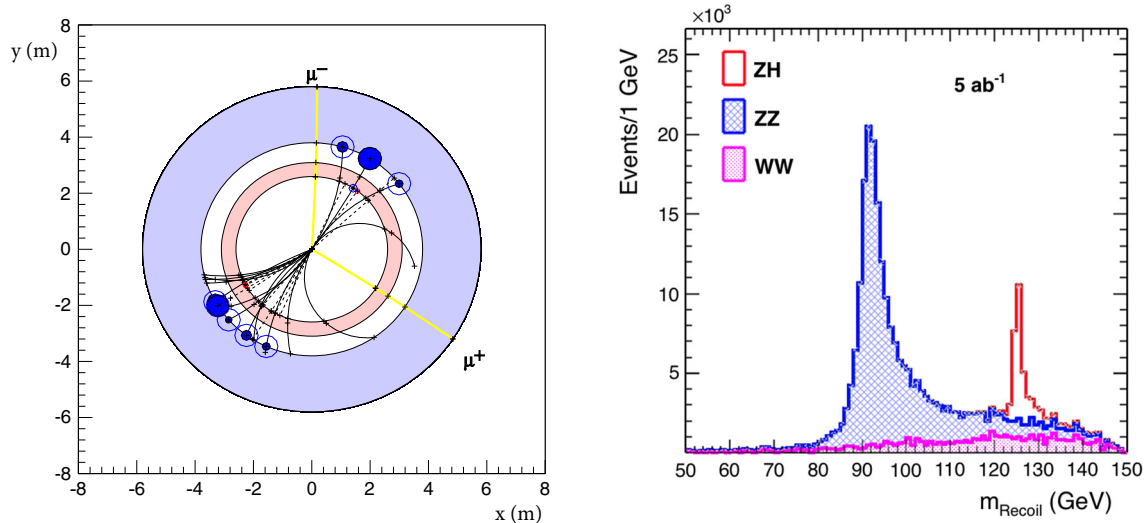 y (m)
8
6
4
2
0
−2
−4
−6
−8
−8 −6 −4 −2 0 2 4 6 8
x (m)
μ−
μ+
×10³
Events/1 GeV
20
15
10
5
ZH
ZZ
WW
5 ab⁻¹
50 60 70 80 90 100 110 120 130 140 150
mRecoil (GeV)